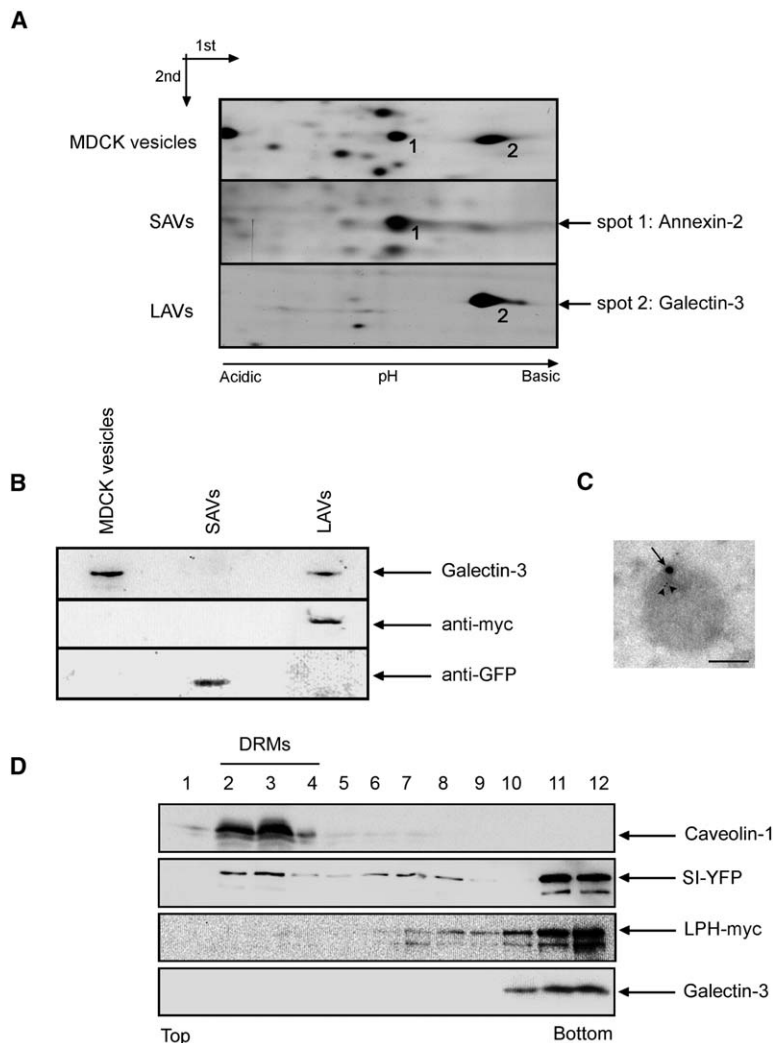 A
1st
2nd
MDCK vesicles
1
2
SAVs
1
spot 1: Annexin-2
LAVs
2
spot 2: Galectin-3
Acidic
pH
Basic
B
MDCK vesicles
SAVs
LAVs
Galectin-3
anti-myc
anti-GFP
C
D
DRMs
1 2 3 4 5 6 7 8 9 10 11 12
Caveolin-1
SI-YFP
LPH-myc
Galectin-3
Top
Bottom